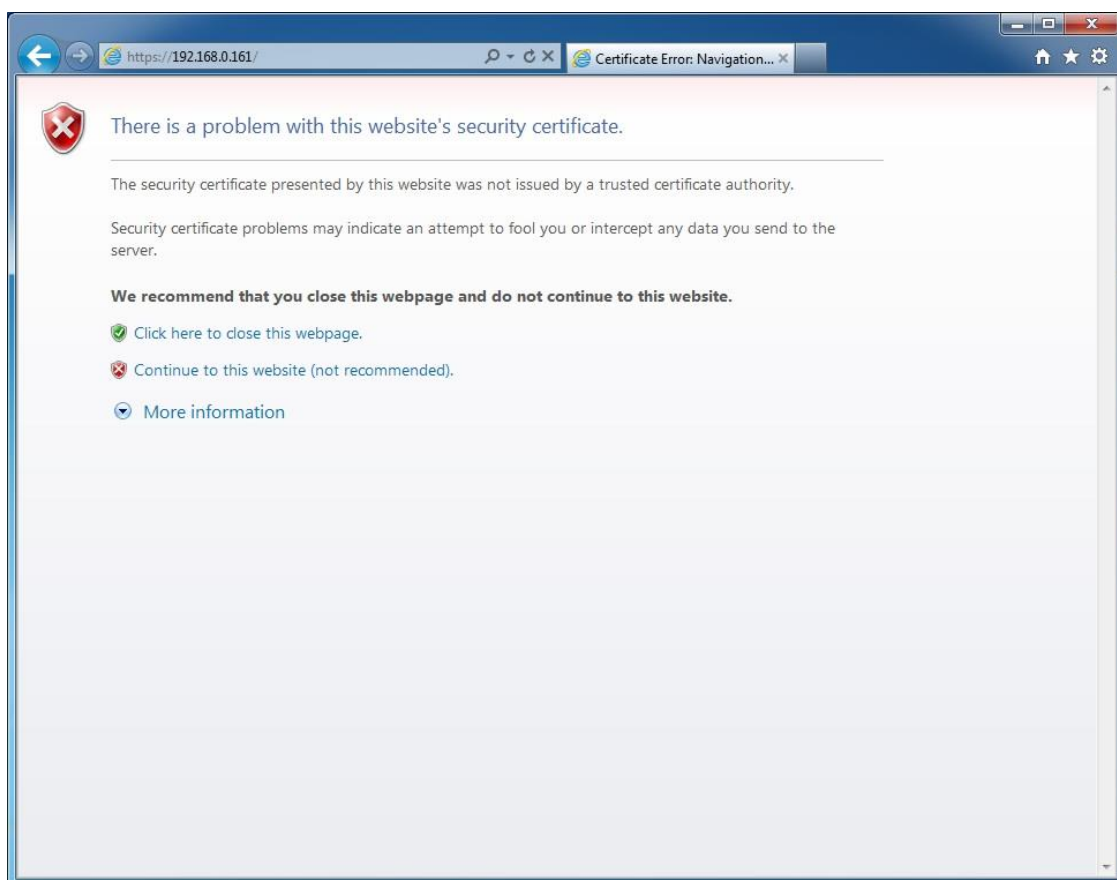 https://192.168.0.161/
Certificate Error: Navigation...
There is a problem with this website's security certificate.
The security certificate presented by this website was not issued by a trusted certificate authority.
Security certificate problems may indicate an attempt to fool you or intercept any data you send to the
server.
We recommend that you close this webpage and do not continue to this website.
Click here to close this webpage.
Continue to this website (not recommended).
More information